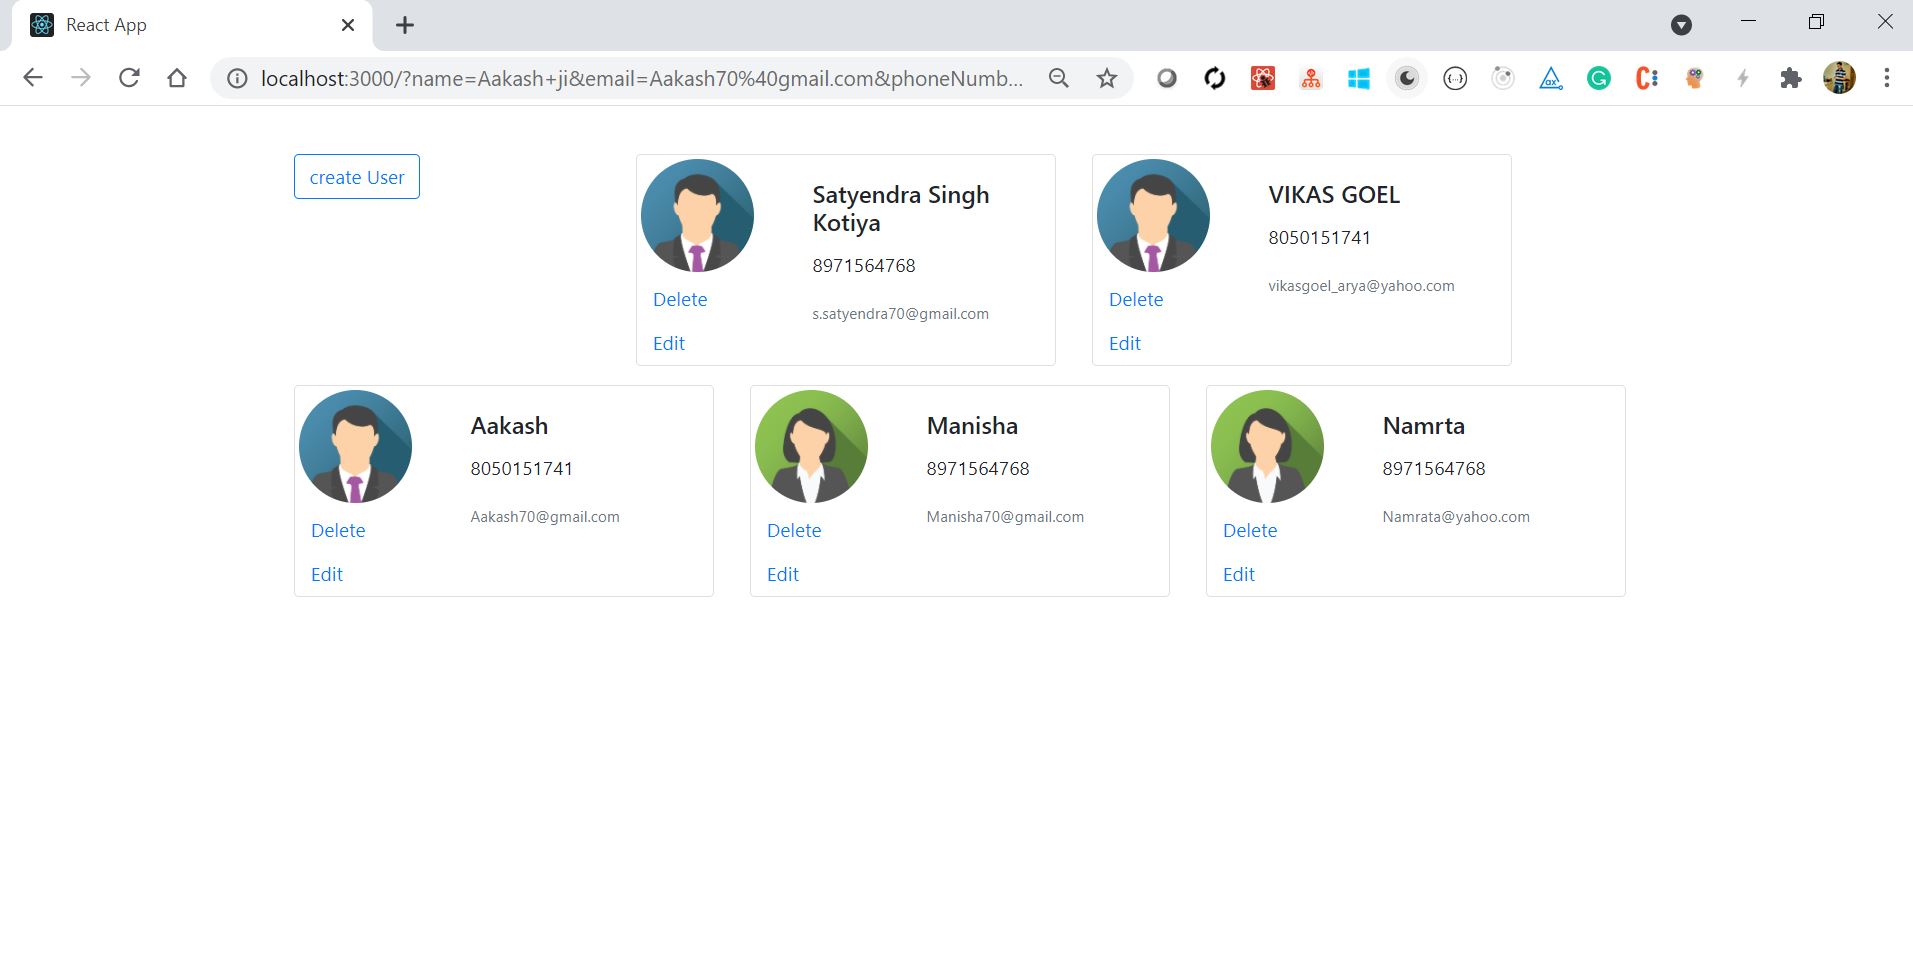 React App
localhost:3000/?name=Aakash+ji&email=Aakash70%40gmail.com&phoneNumb...
create User
Satyendra Singh
Kotiya
8971564768
s.satyendra70@gmail.com
Delete
Edit
VIKAS GOEL
8050151741
vikasgoel_arya@yahoo.com
Delete
Edit
Aakash
8050151741
Aakash70@gmail.com
Delete
Edit
Manisha
8971564768
Manisha70@gmail.com
Delete
Edit
Namrta
8971564768
Namrata@yahoo.com
Delete
Edit